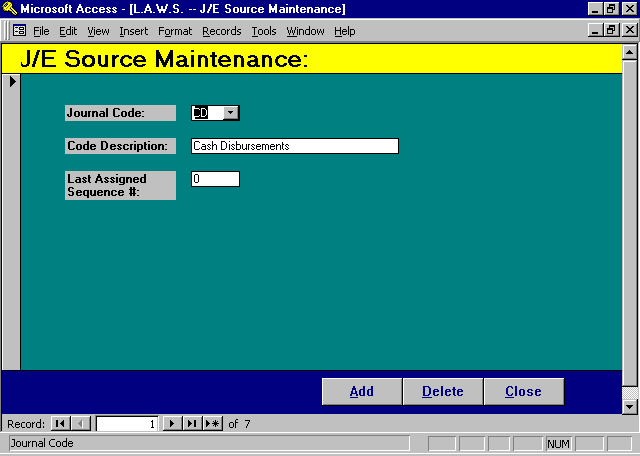 Microsoft Access - [L.A.W.S. -- J/E Source Maintenance]
File Edit View Insert Format Records Tools Window Help
J/E Source Maintenance:
Journal Code: CD
Code Description: Cash Disbursements
Last Assigned Sequence #: 0
Add Delete Close
Record: 1 of 7
Journal Code NUM